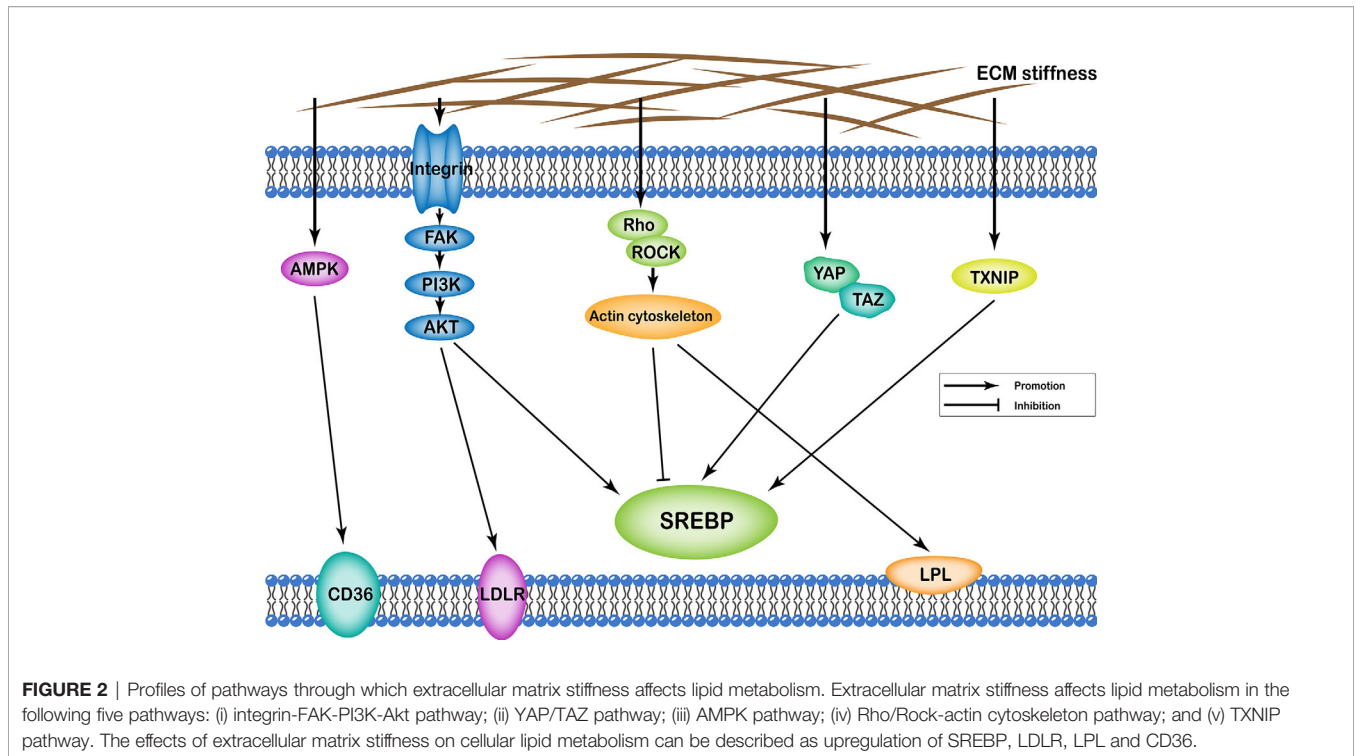 ECM stiffness
Integrin
FAK
Rho
ROCK
YAP
TAZ
TXNIP
AMPK
PI3K
AKT
Actin cytoskeleton
Promotion
Inhibition
SREBP
LPL
CD36
LDLR
FIGURE 2 | Profiles of pathways through which extracellular matrix stiffness affects lipid metabolism. Extracellular matrix stiffness affects lipid metabolism in the
following five pathways: (i) integrin-FAK-PI3K-Akt pathway; (ii) YAP/TAZ pathway; (iii) AMPK pathway; (iv) Rho/Rock-actin cytoskeleton pathway; and (v) TXNIP
pathway. The effects of extracellular matrix stiffness on cellular lipid metabolism can be described as upregulation of SREBP, LDLR, LPL and CD36.